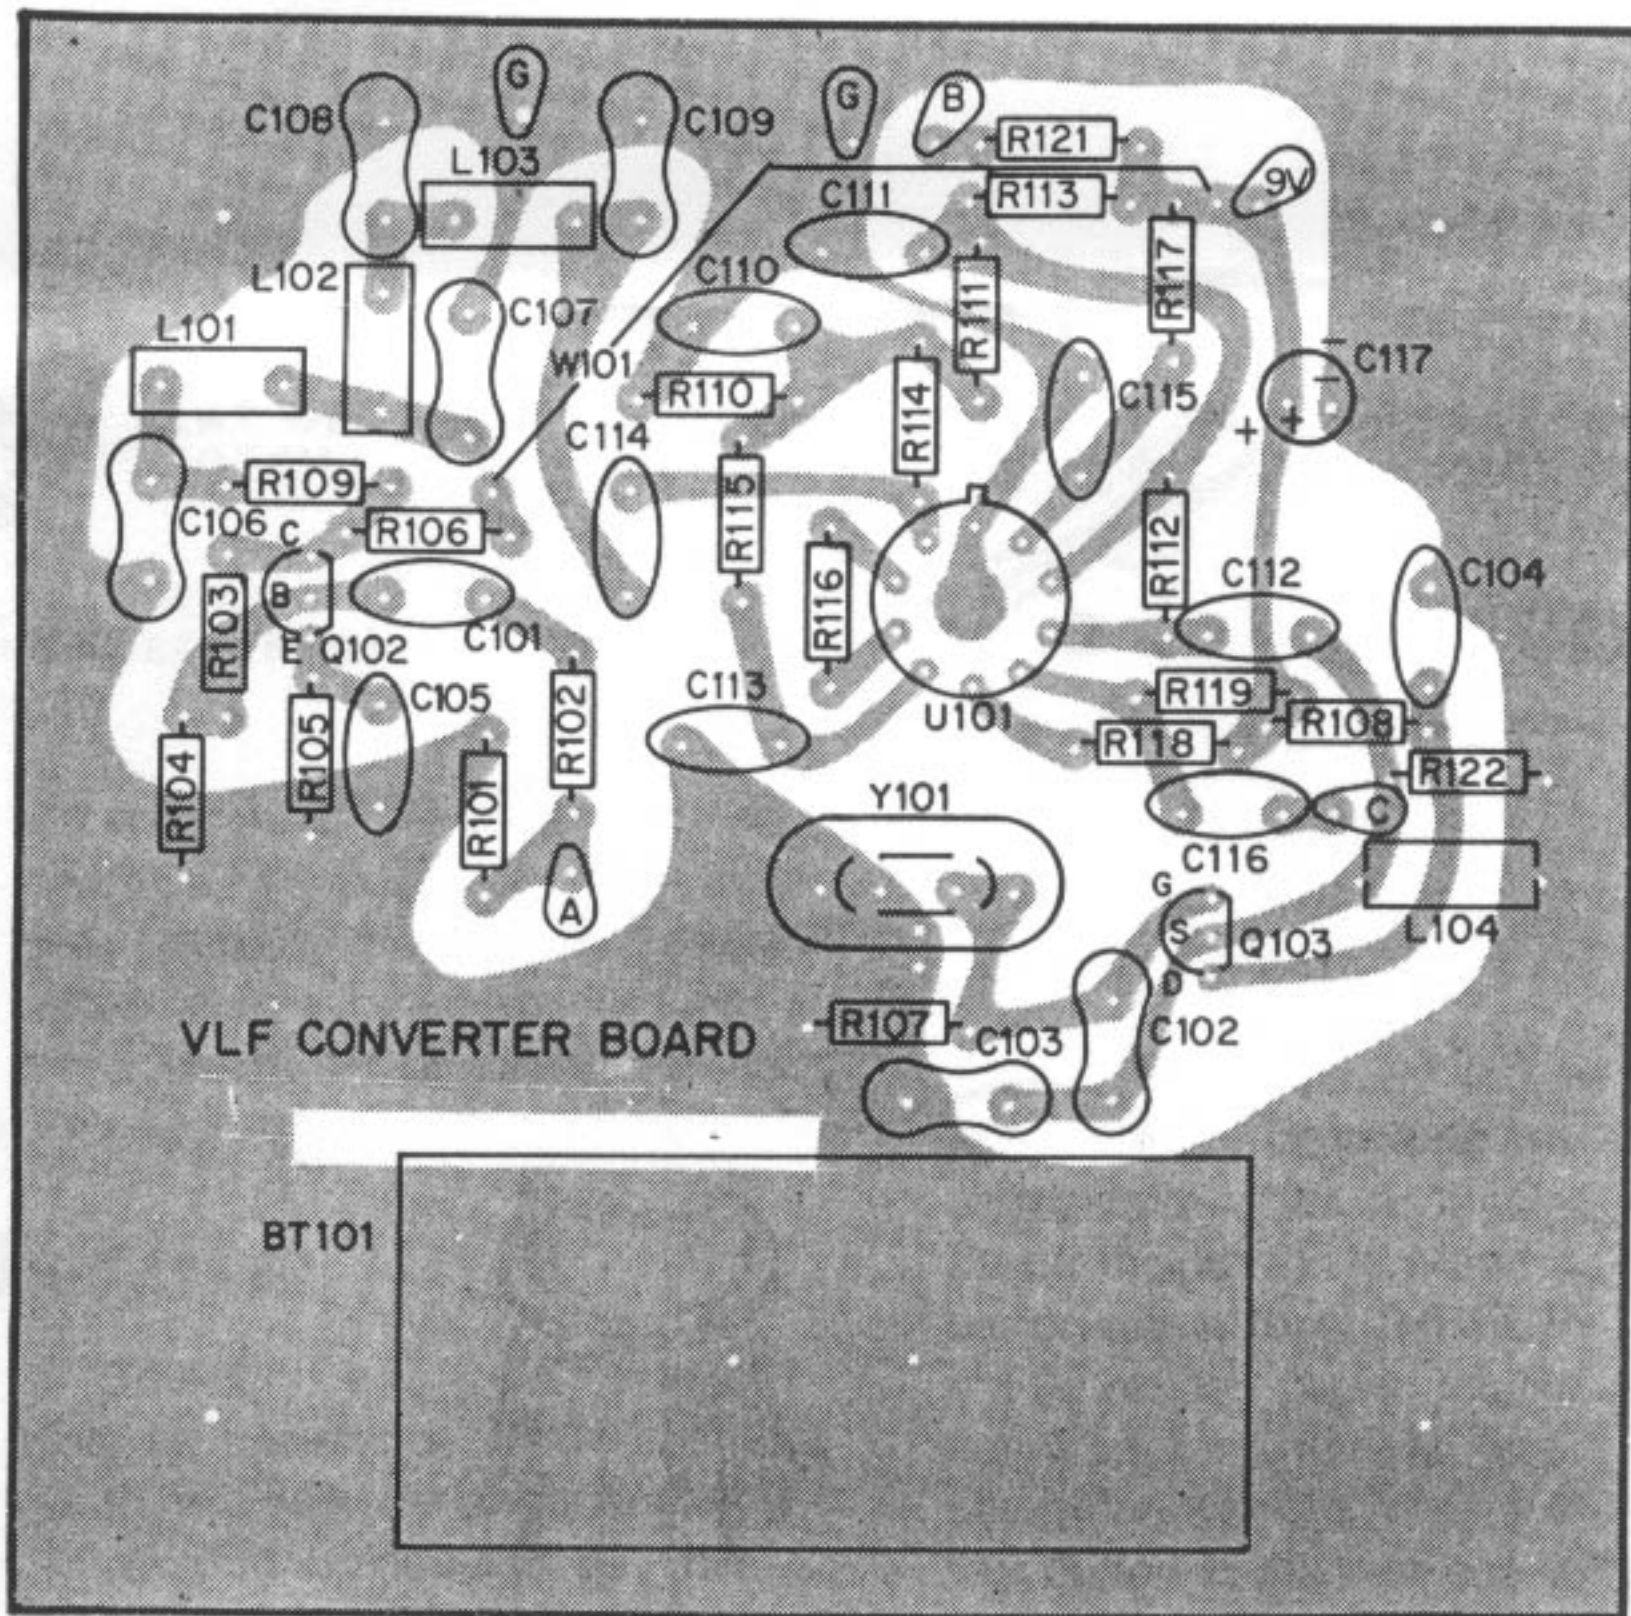 G
G
B
C108
C109
R121
L103
9V
C111
R113
R117
L102
C110
R111
C107
L101
W101
C117
R110
R114
C115
C114
+ +
R109
R115
C106
C
R106
R112
R116
C112
C104
B
R103
C101
E Q102
C105
R102
C113
U101
R119
R108
R118
R105
R122
R104
R101
Y101
C
C116
G
A
S
Q103
L104
D
R107
C103
C102
VLF CONVERTER BOARD
BT101